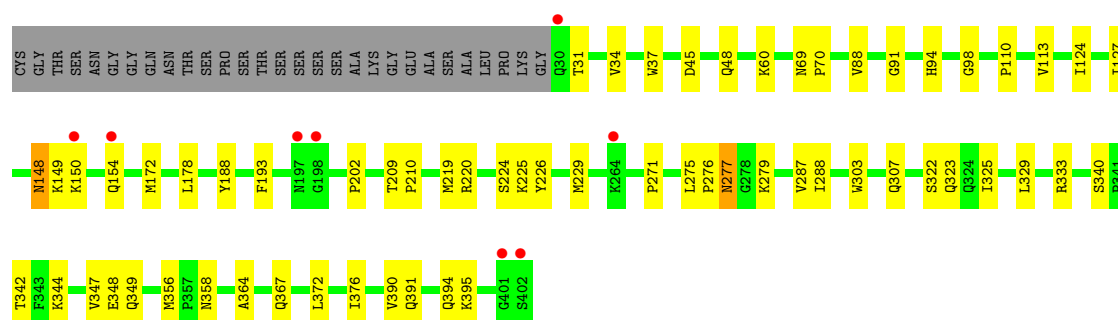 CYS GLY THR SER ASN GLY GLY GLN ASN THR SER PRO SER THR SER SER SER SER ALA LYS GLY GLU ALA SER ALA LEU PRO LYS GLY Q30 T31 V34 W37 D45 Q48 K60 N69 P70 V88 G91 H94 G98 P110 V113 I124
N148 K149 K150 Q154 M172 L178 Y188 F193 N197 G198 P202 T209 P210 M219 R220 S224 K225 Y226 M229 K264 P271 L275 P276 N277 G278 K279 V287 I288 W303 Q307 S322 Q323 Q324 I325 L329 R333 S340
T342 F343 K344 V347 E348 Q349 M356 P357 N358 A364 Q367 L372 I376 V390 Q391 Q394 K395 G401 S402